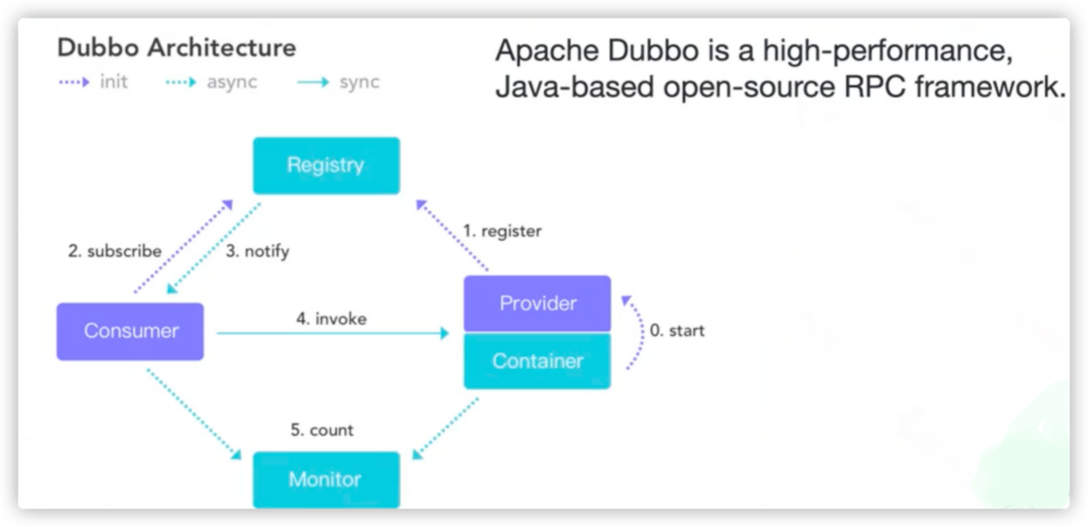 Dubbo Architecture
init async sync
Apache Dubbo is a high-performance,
Java-based open-source RPC framework.
Registry
1. register
2. subscribe
3. notify
Provider
Consumer
4. invoke
0. start
Container
5. count
Monitor